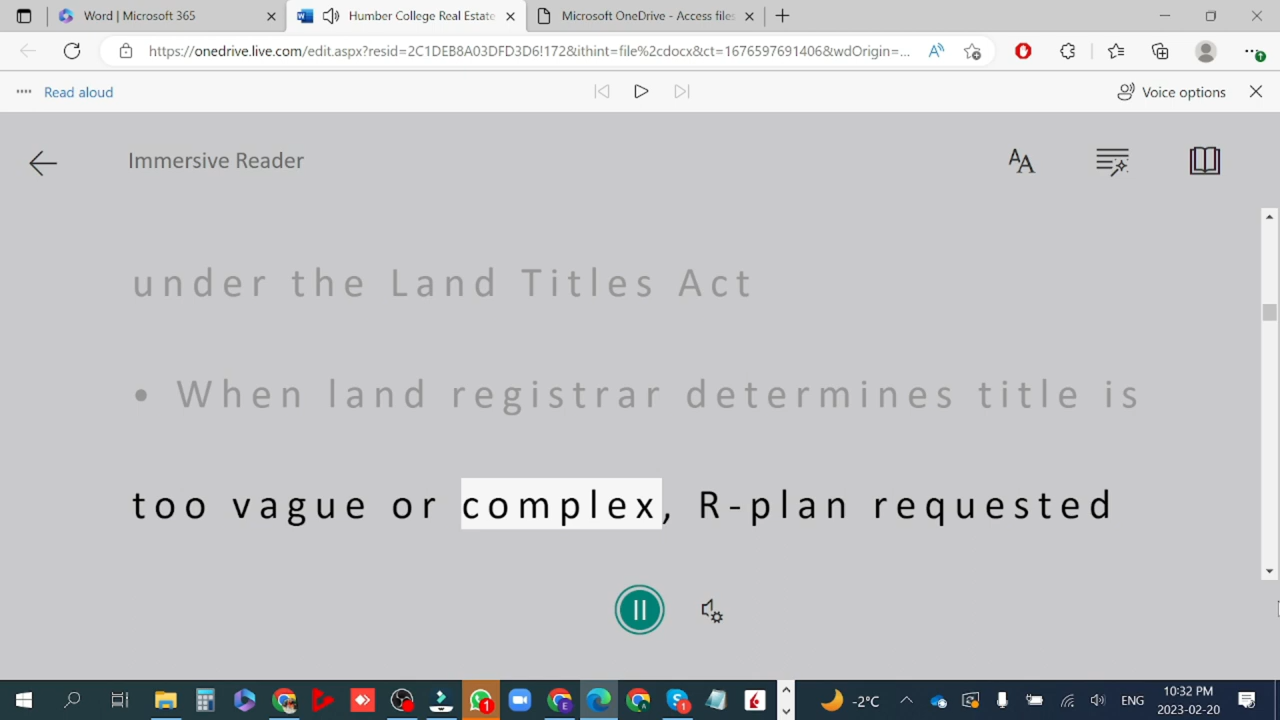 Word | Microsoft 365
Humber College Real Estate
Microsoft OneDrive - Access files
https://onedrive.live.com/edit.aspx?resid=2C1DEB8A03DFD3D6!172&ithint=file%2cdocx&ct=1676597691406&wdOrigin=...
Read aloud
Voice options
Immersive Reader
under the Land Titles Act
• When land registrar determines title is
too vague or complex, R-plan requested
-2°C
ENG
10:32 PM
2023-02-20